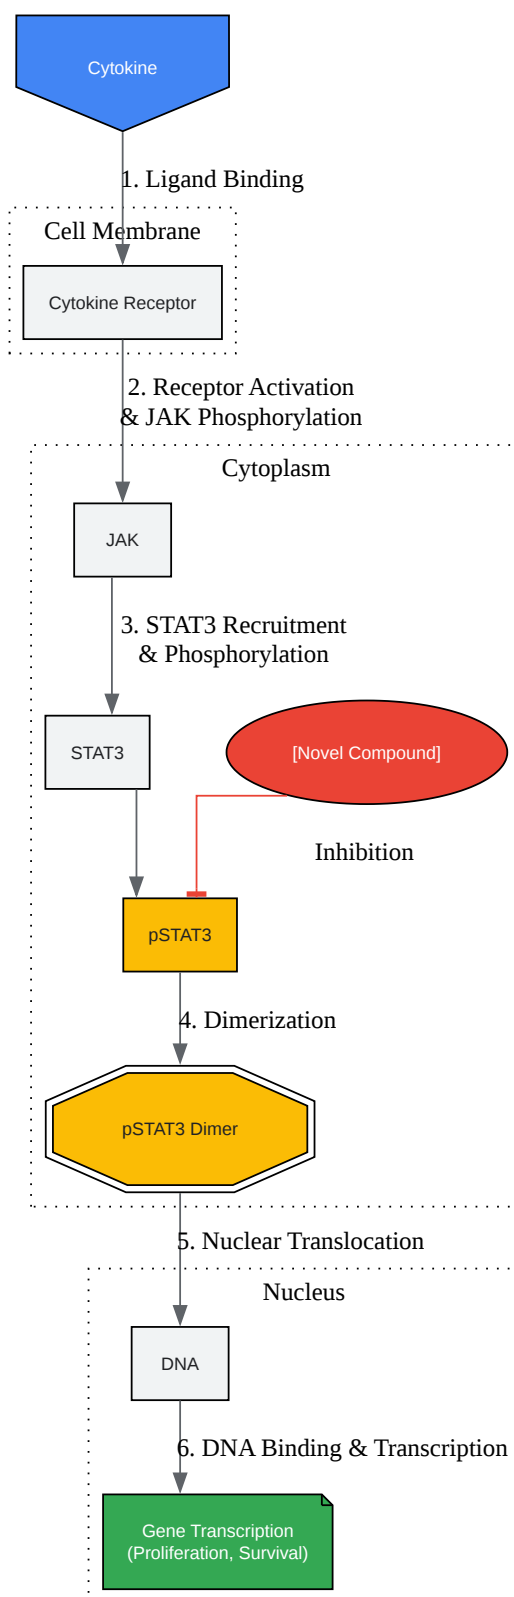 Cytokine
1. Ligand Binding
Cell Membrane
Cytokine Receptor
2. Receptor Activation
& JAK Phosphorylation
Cytoplasm
JAK
3. STAT3 Recruitment
& Phosphorylation
STAT3
[Novel Compound]
Inhibition
pSTAT3
4. Dimerization
pSTAT3 Dimer
5. Nuclear Translocation
Nucleus
DNA
6. DNA Binding & Transcription
Gene Transcription
(Proliferation, Survival)